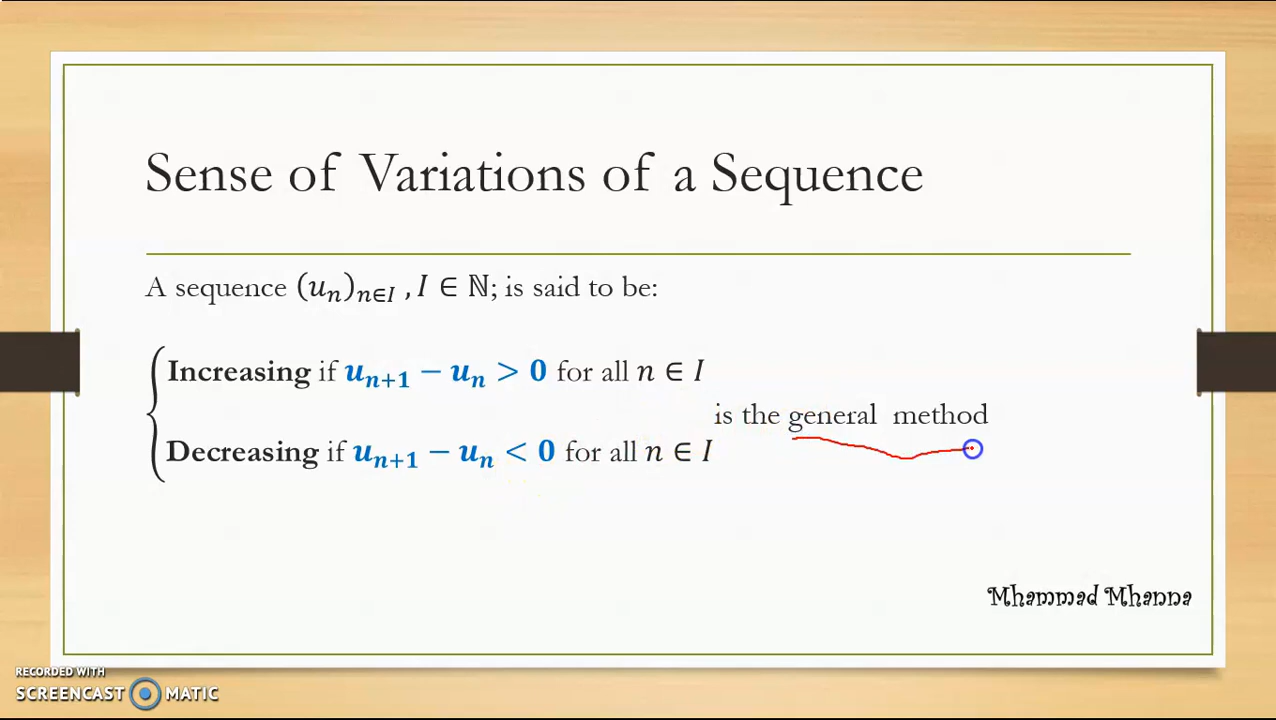 Sense of Variations of a Sequence
A sequence (uₙ)ₙ∈I , I ∈ ℕ; is said to be:
Increasing if uₙ₊₁ − uₙ > 0 for all n ∈ I
is the general method
Decreasing if uₙ₊₁ − uₙ < 0 for all n ∈ I
Mhammad Mhanna
RECORDED WITH
SCREENCAST MATIC